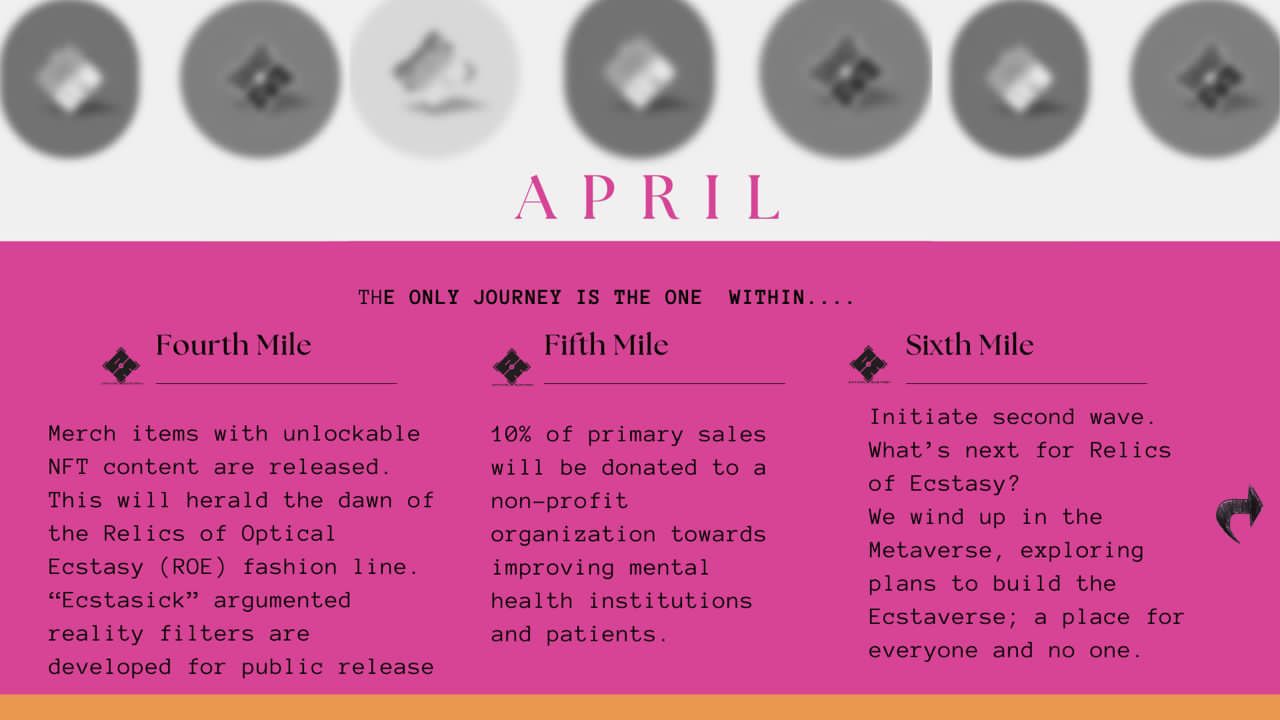 APRIL
THE ONLY JOURNEY IS THE ONE WITHIN....
Fourth Mile
Merch items with unlockable
NFT content are released.
This will herald the dawn of
the Relics of Optical
Ecstasy (ROE) fashion line.
“Ecstasick” argumented
reality filters are
developed for public release
Fifth Mile
10% of primary sales
will be donated to a
non-profit
organization towards
improving mental
health institutions
and patients.
Sixth Mile
Initiate second wave.
What’s next for Relics
of Ecstasy?
We wind up in the
Metaverse, exploring
plans to build the
Ecstaverse; a place for
everyone and no one.